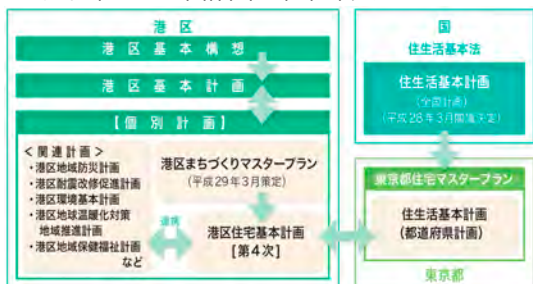 港区
港区基本構想
港区基本計画
【個別計画】
＜関連計画＞
・港区地域防災計画
・港区耐震改修促進計画
・港区環境基本計画
・港区地球温暖化対策
地域推進計画
・港区地域保健福祉計画
など
港区まちづくりマスタープラン
(平成29年3月策定)
連携
港区住宅基本計画
[第4次]
国
住生活基本法
住生活基本計画
(全国計画)
(平成28年3月閣議決定)
東京都住宅マスタープラン
住生活基本計画
(都道府県計画)
東京都